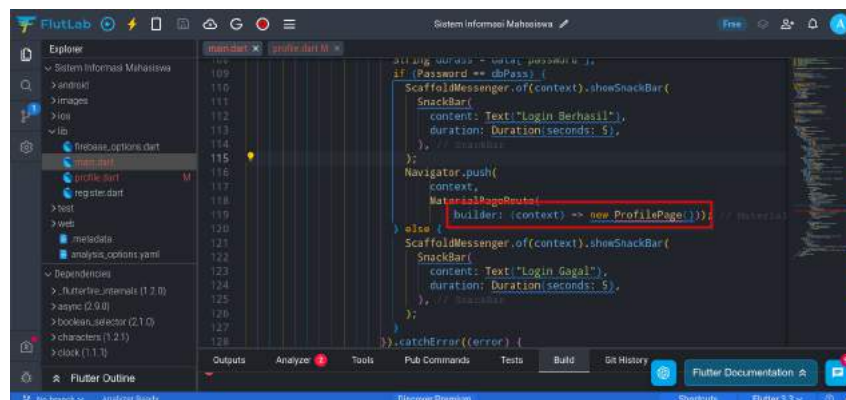 FlutLab
Sistem Informasi Mahasiswa
Free
Explorer
main.dart
profile.dart M
Sistem Informasi Mahasiswa
android
images
ios
lib
firebase_options.dart
main.dart
profile.dart M
register.dart
test
web
.metadata
analysis_options.yaml
Dependencies
_flutterfire_internals (1.2.0)
async (2.9.0)
boolean_selector (2.1.0)
characters (1.2.1)
clock (1.1.1)
Flutter Outline
109 if (Password == dbPass) {
110 ScaffoldMessenger.of(context).showSnackBar(
111 SnackBar(
112 content: Text("Login Berhasil"),
113 duration: Duration(seconds: 5),
114 ), // SnackBar
115 );
116 Navigator.push(
117 context,
118 MaterialPageRoute(
119 builder: (context) => new ProfilePage())); // Material
120 } else {
121 ScaffoldMessenger.of(context).showSnackBar(
122 SnackBar(
123 content: Text("Login Gagal"),
124 duration: Duration(seconds: 5),
125 ), // SnackBar
126 );
127 }
128 }).catchError((error) {
Outputs Analyzer 2 Tools Pub Commands Tests Build Git History
Flutter Documentation
Discover Premium
Shortcuts